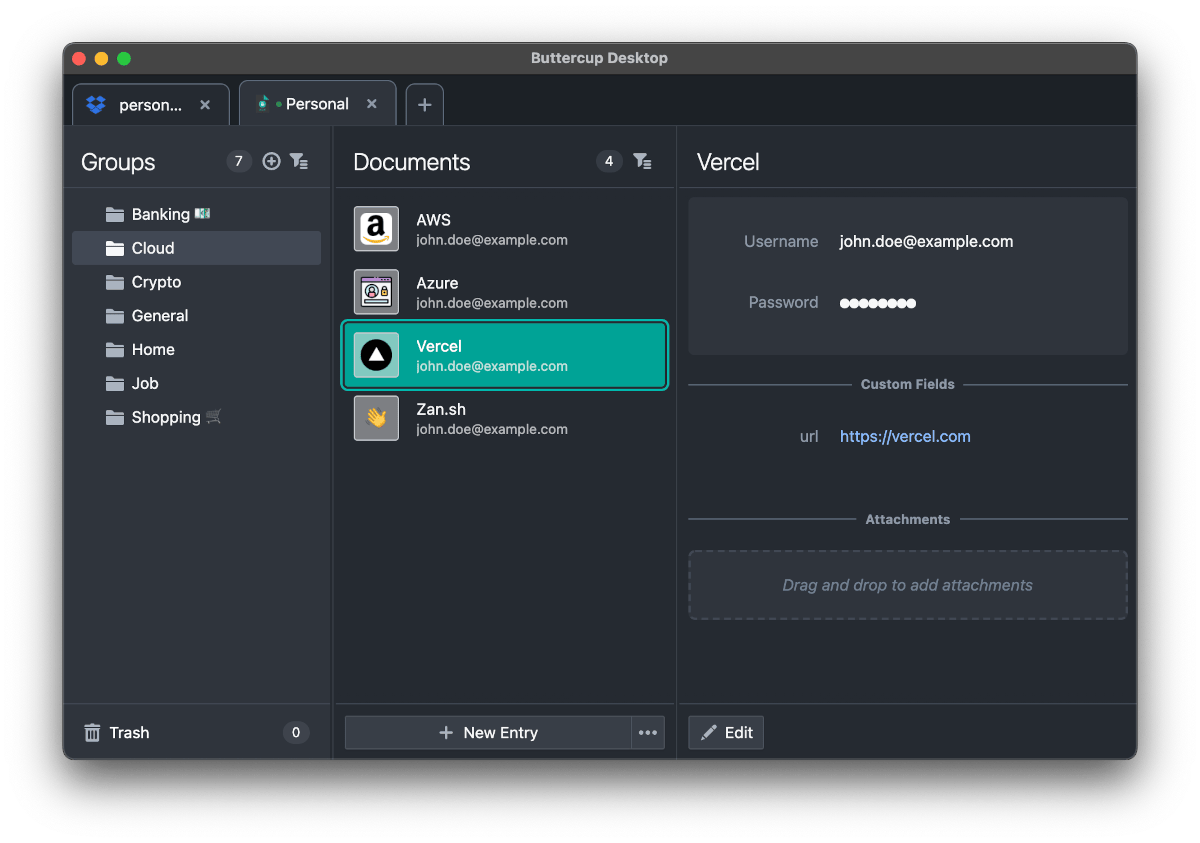 Buttercup Desktop
person...
Personal
Groups 7
Banking
Cloud
Crypto
General
Home
Job
Shopping
Trash 0
Documents 4
AWS
john.doe@example.com
Azure
john.doe@example.com
Vercel
john.doe@example.com
Zan.sh
john.doe@example.com
New Entry
Vercel
Username john.doe@example.com
Password ●●●●●●●●
Custom Fields
url https://vercel.com
Attachments
Drag and drop to add attachments
Edit